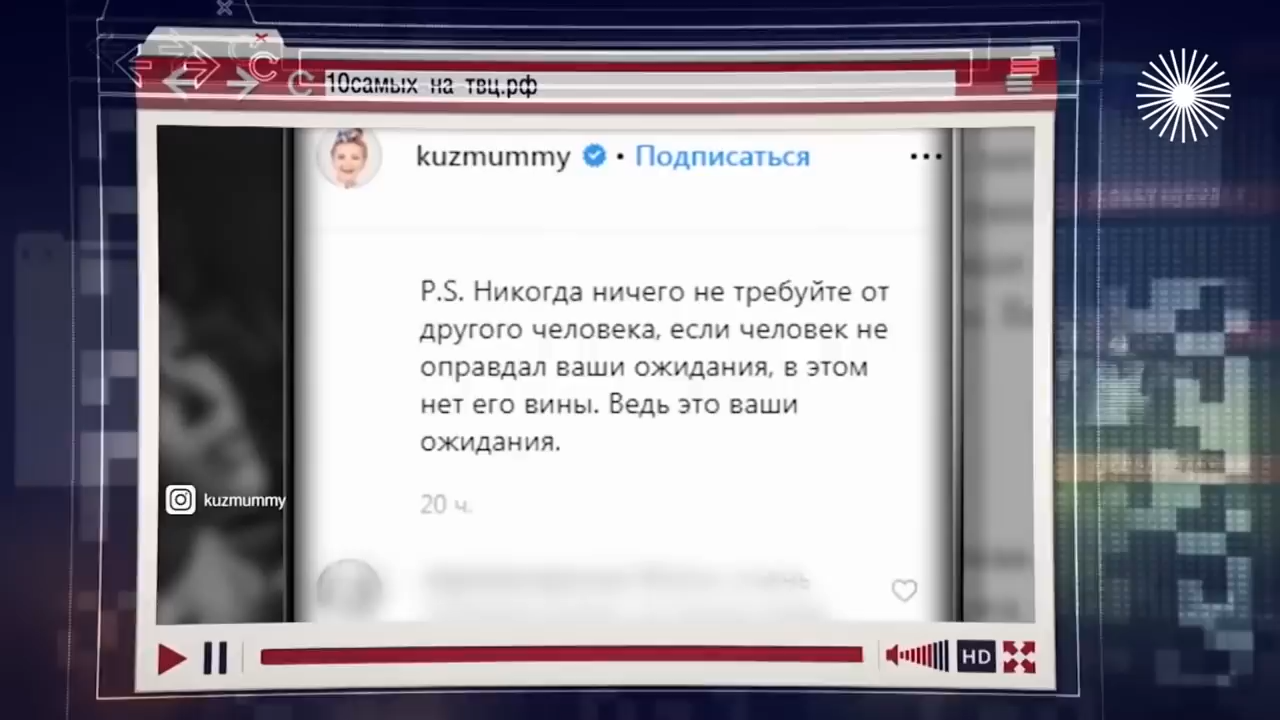 10самых на твц.рф
kuzmummy • Подписаться
P.S. Никогда ничего не требуйте от
другого человека, если человек не
оправдал ваши ожидания, в этом
нет его вины. Ведь это ваши
ожидания.
20 ч.
kuzmummy
HD